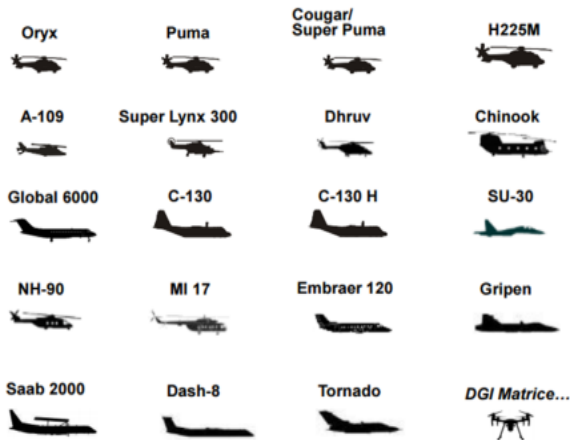 Oryx
Puma
Cougar/
Super Puma
H225M
A-109
Super Lynx 300
Dhruv
Chinook
Global 6000
C-130
C-130 H
SU-30
NH-90
MI 17
Embraer 120
Gripen
Saab 2000
Dash-8
Tornado
DGI Matrice...